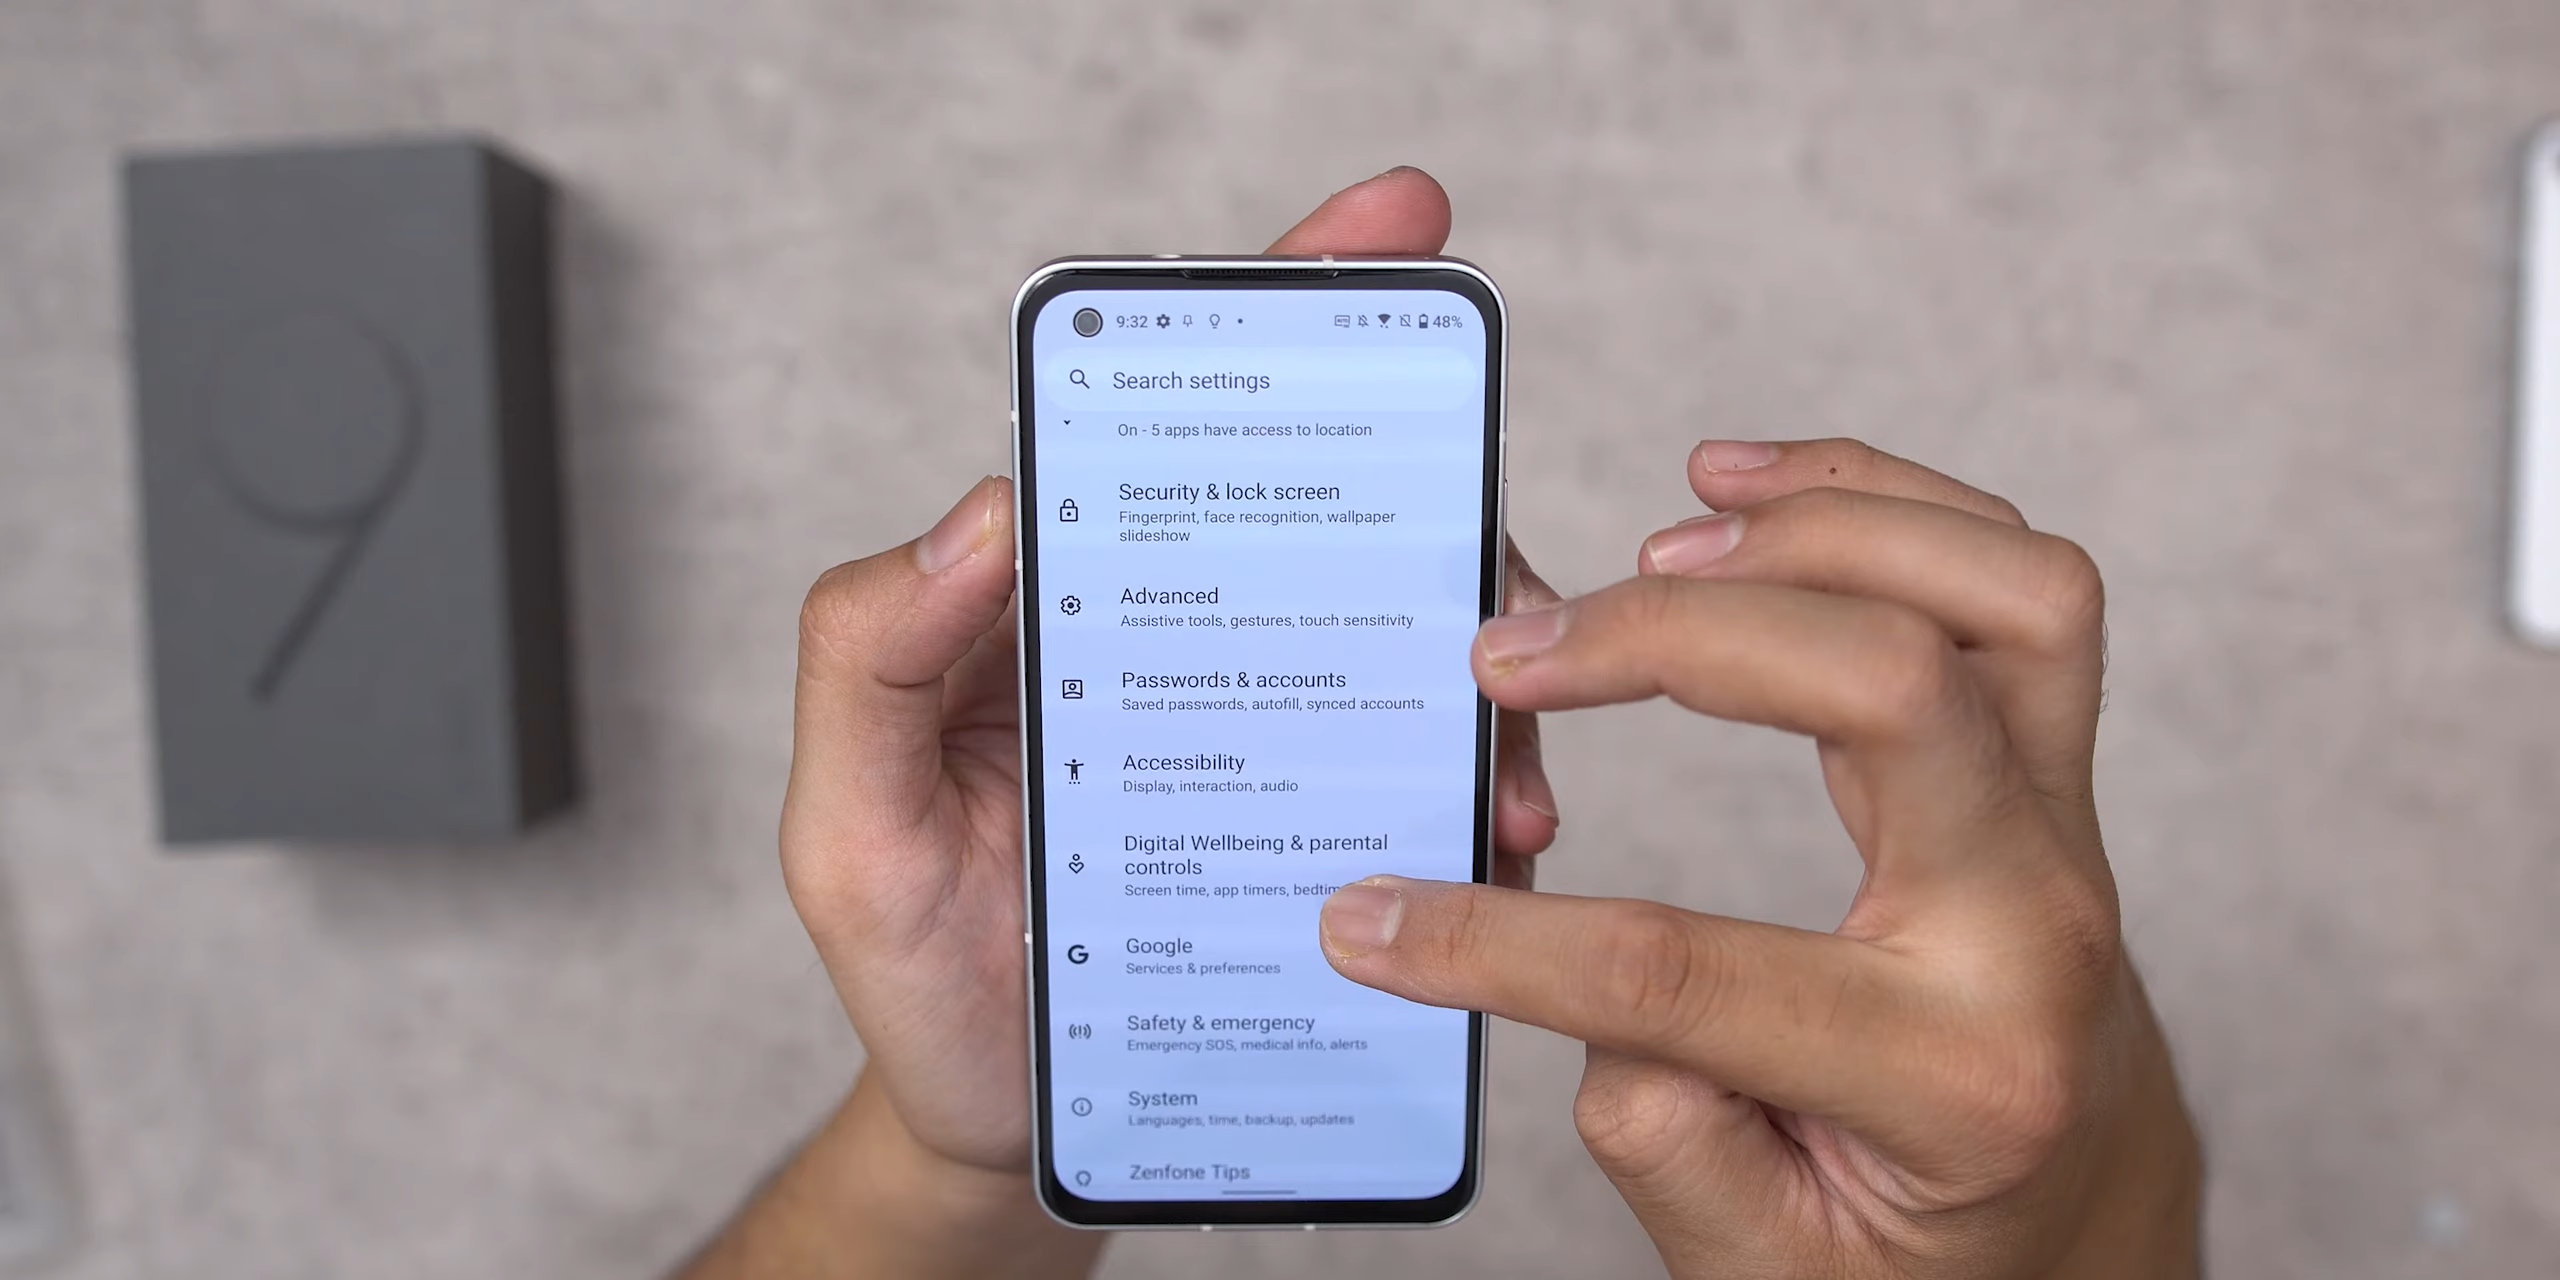 9
9:32
48%
Search settings
On - 5 apps have access to location
Security & lock screen
Fingerprint, face recognition, wallpaper
slideshow
Advanced
Assistive tools, gestures, touch sensitivity
Passwords & accounts
Saved passwords, autofill, synced accounts
Accessibility
Display, interaction, audio
Digital Wellbeing & parental
controls
Screen time, app timers,
Google
Services & preferences
Safety & emergency
Emergency SOS, medical info, alerts
System
Languages, time, backup, updates
Zenfone Tips